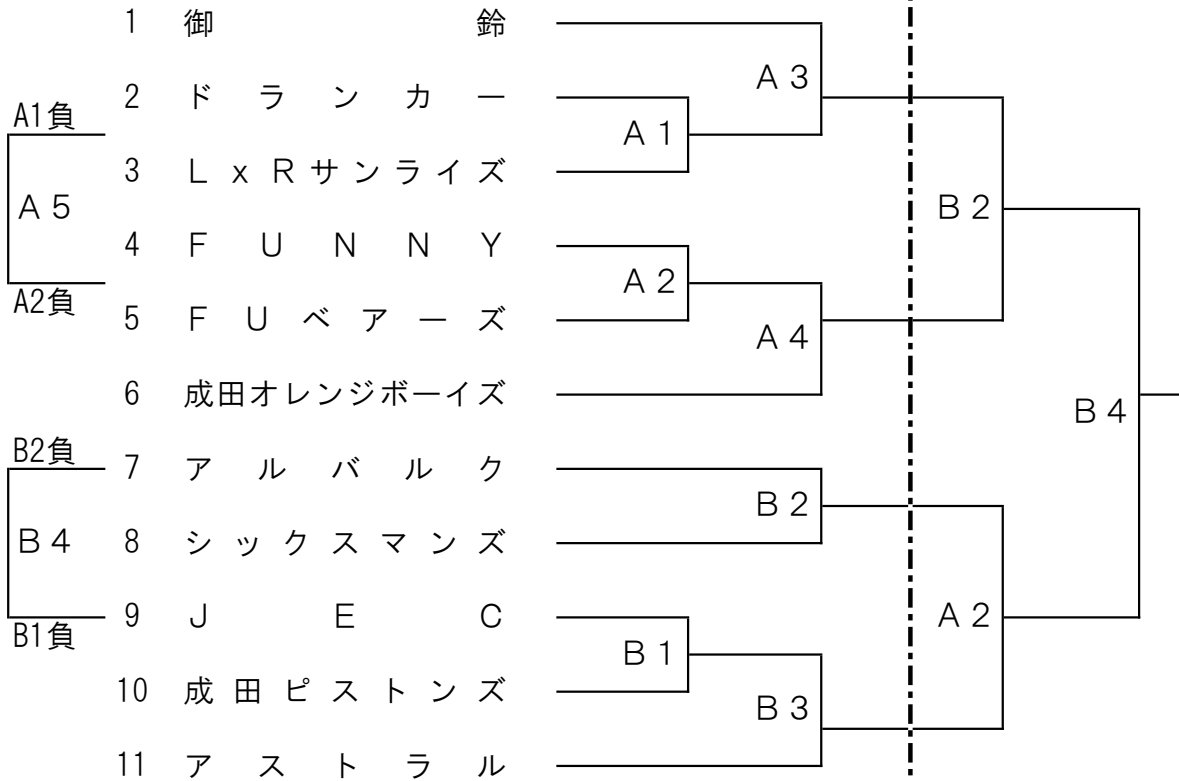 1 御鈴
A3
2 ドランカー
A1負
A1
3 LxRサンライズ
A5
B2
4 FUNNY
A2
A2負
5 FUベアーズ
A4
6 成田オレンジボーイズ
B4
B2負
7 アルバルク
B2
B4
8 シックスマンズ
9 JEC
A2
B1負
B1
10 成田ピストンズ
B3
11 アストラル